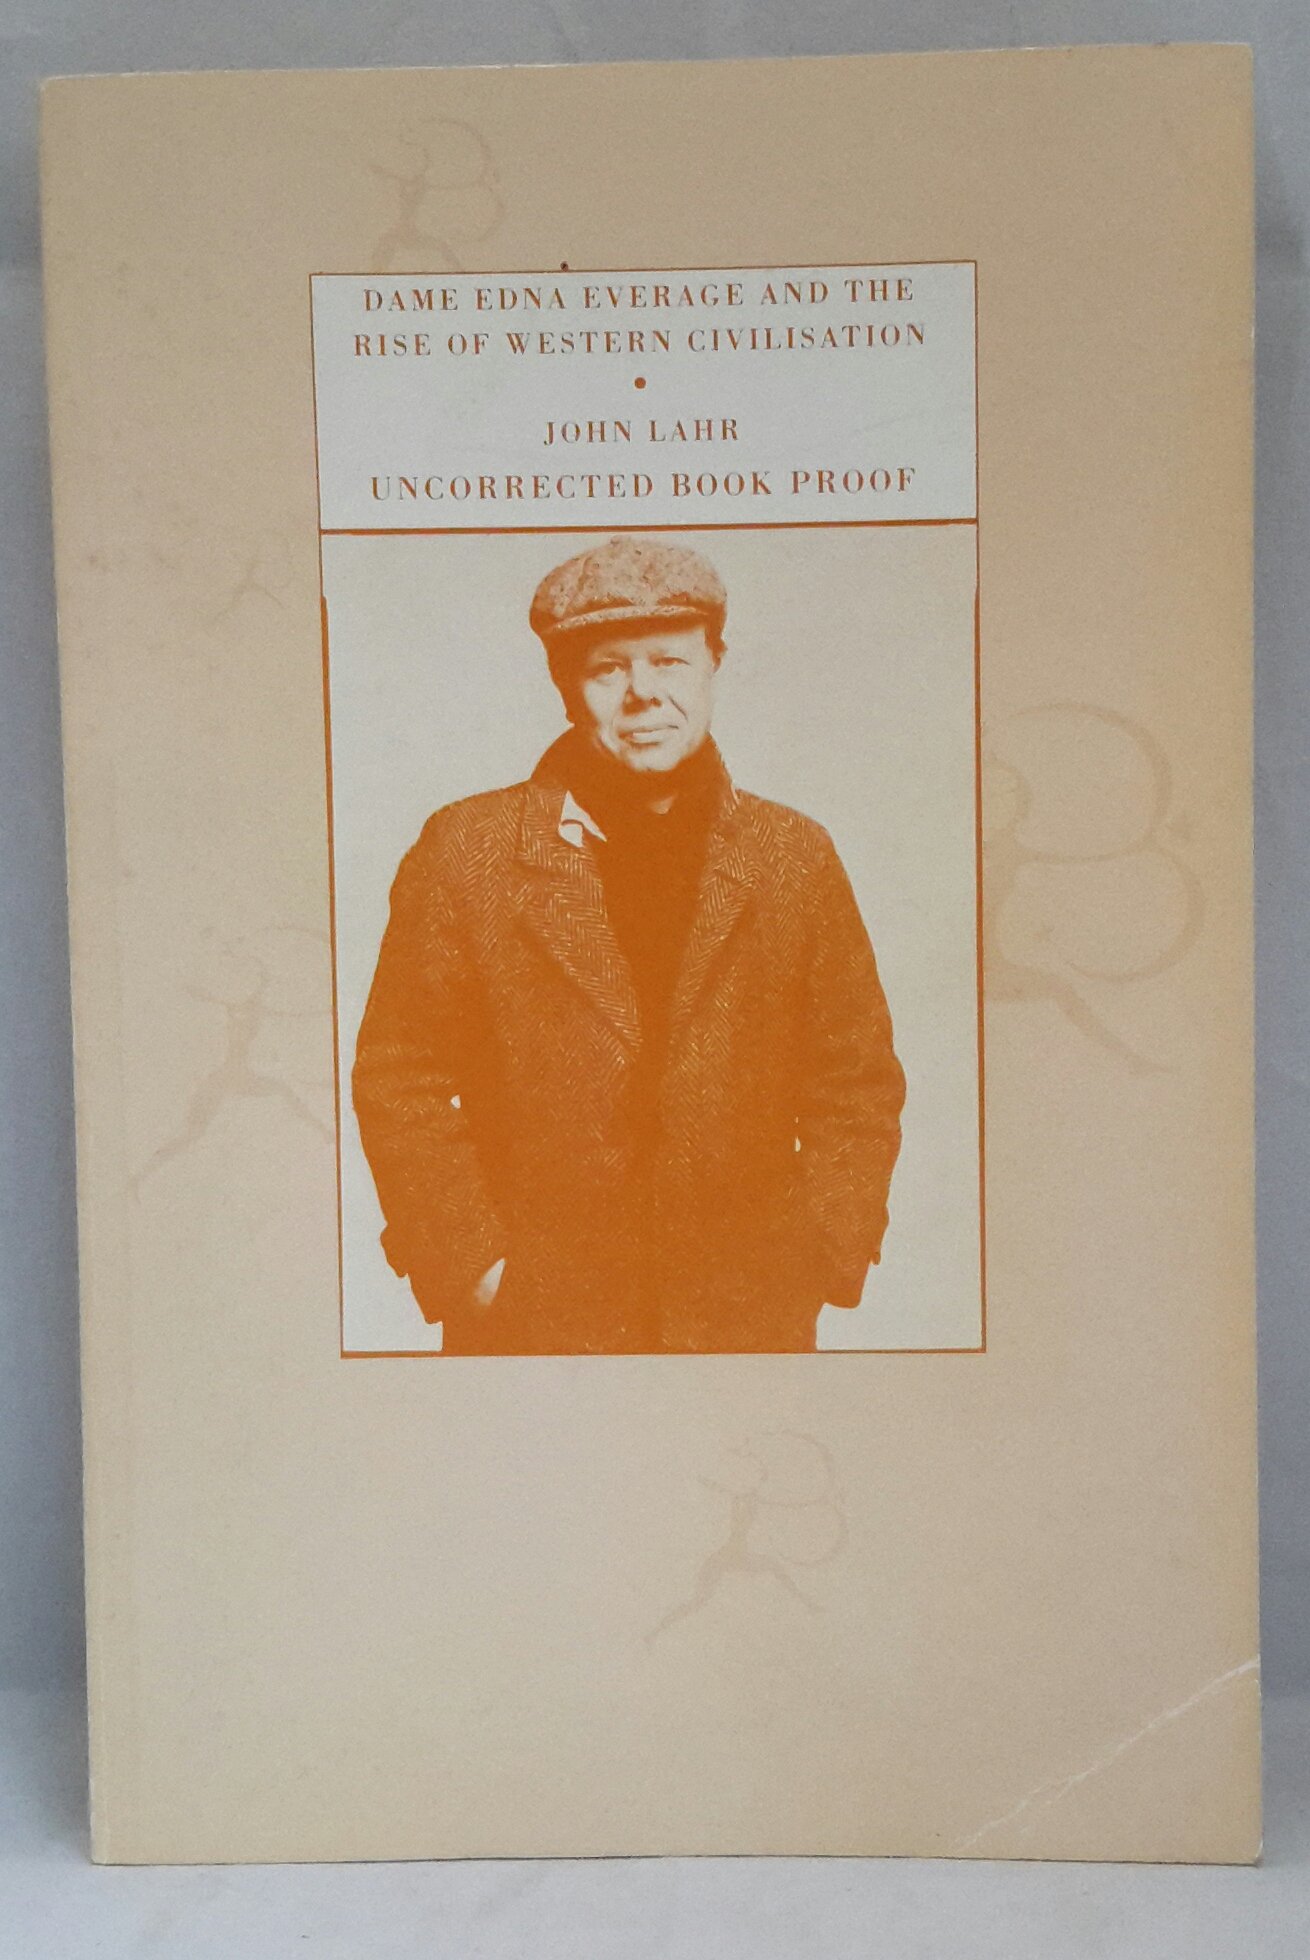 DAME EDNA EVERAGE AND THE
RISE OF WESTERN CIVILISATION
JOHN LAHR
UNCORRECTED BOOK PROOF